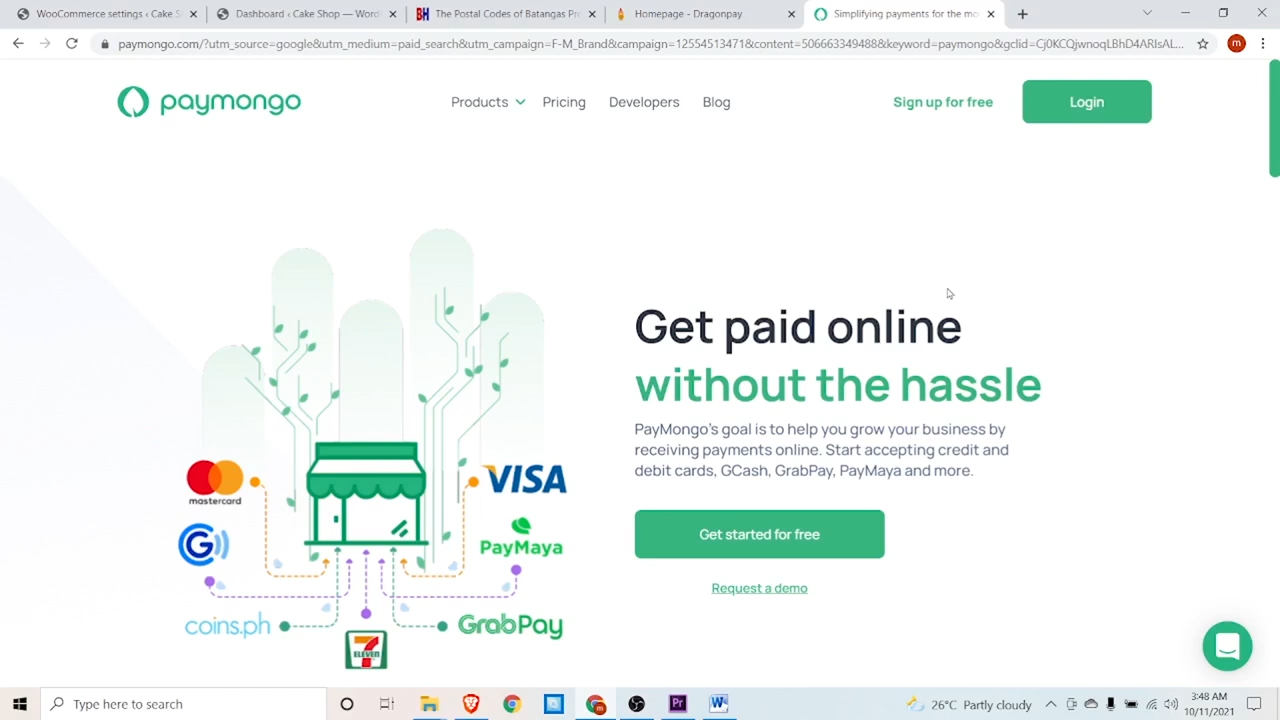 WooCommerce settings ‹ Cake S
Dashboard ‹ Cake Shop — Word
The Postal Codes of Batangas Pro
Homepage - Dragonpay
Simplifying payments for the mo
paymongo.com/?utm_source=google&utm_medium=paid_search&utm_campaign=F-M_Brand&campaign=12554513471&content=506663349488&keyword=paymongo&gclid=Cj0KCQjwnoqLBhD4ARIsAL...
m
paymongo
Products
Pricing
Developers
Blog
Sign up for free
Login
Get paid online
without the hassle
PayMongo's goal is to help you grow your business by
receiving payments online. Start accepting credit and
debit cards, GCash, GrabPay, PayMaya and more.
Get started for free
Request a demo
mastercard
VISA
G
PayMaya
coins.ph
GrabPay
7
ELEVEN
Type here to search
26°C Partly cloudy
3:48 AM
10/11/2021